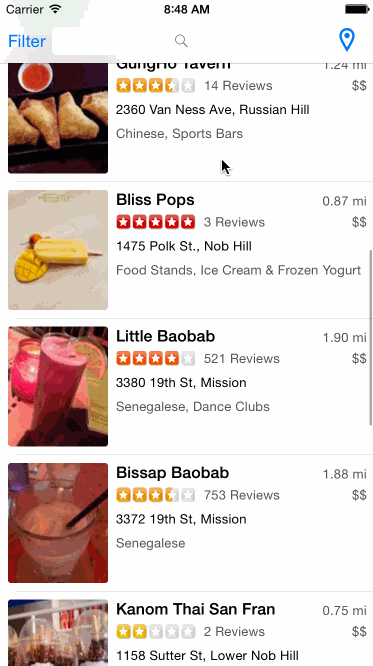 Carrier 8:48 AM
Filter
GungHo Tavern 1.24 mi
14 Reviews $$
2360 Van Ness Ave, Russian Hill
Chinese, Sports Bars
Bliss Pops 0.87 mi
3 Reviews $$
1475 Polk St., Nob Hill
Food Stands, Ice Cream & Frozen Yogurt
Little Baobab 1.90 mi
521 Reviews $$
3380 19th St, Mission
Senegalese, Dance Clubs
Bissap Baobab 1.88 mi
753 Reviews $$
3372 19th St, Mission
Senegalese
Kanom Thai San Fran 0.75 mi
2 Reviews $$
1158 Sutter St, Lower Nob Hill